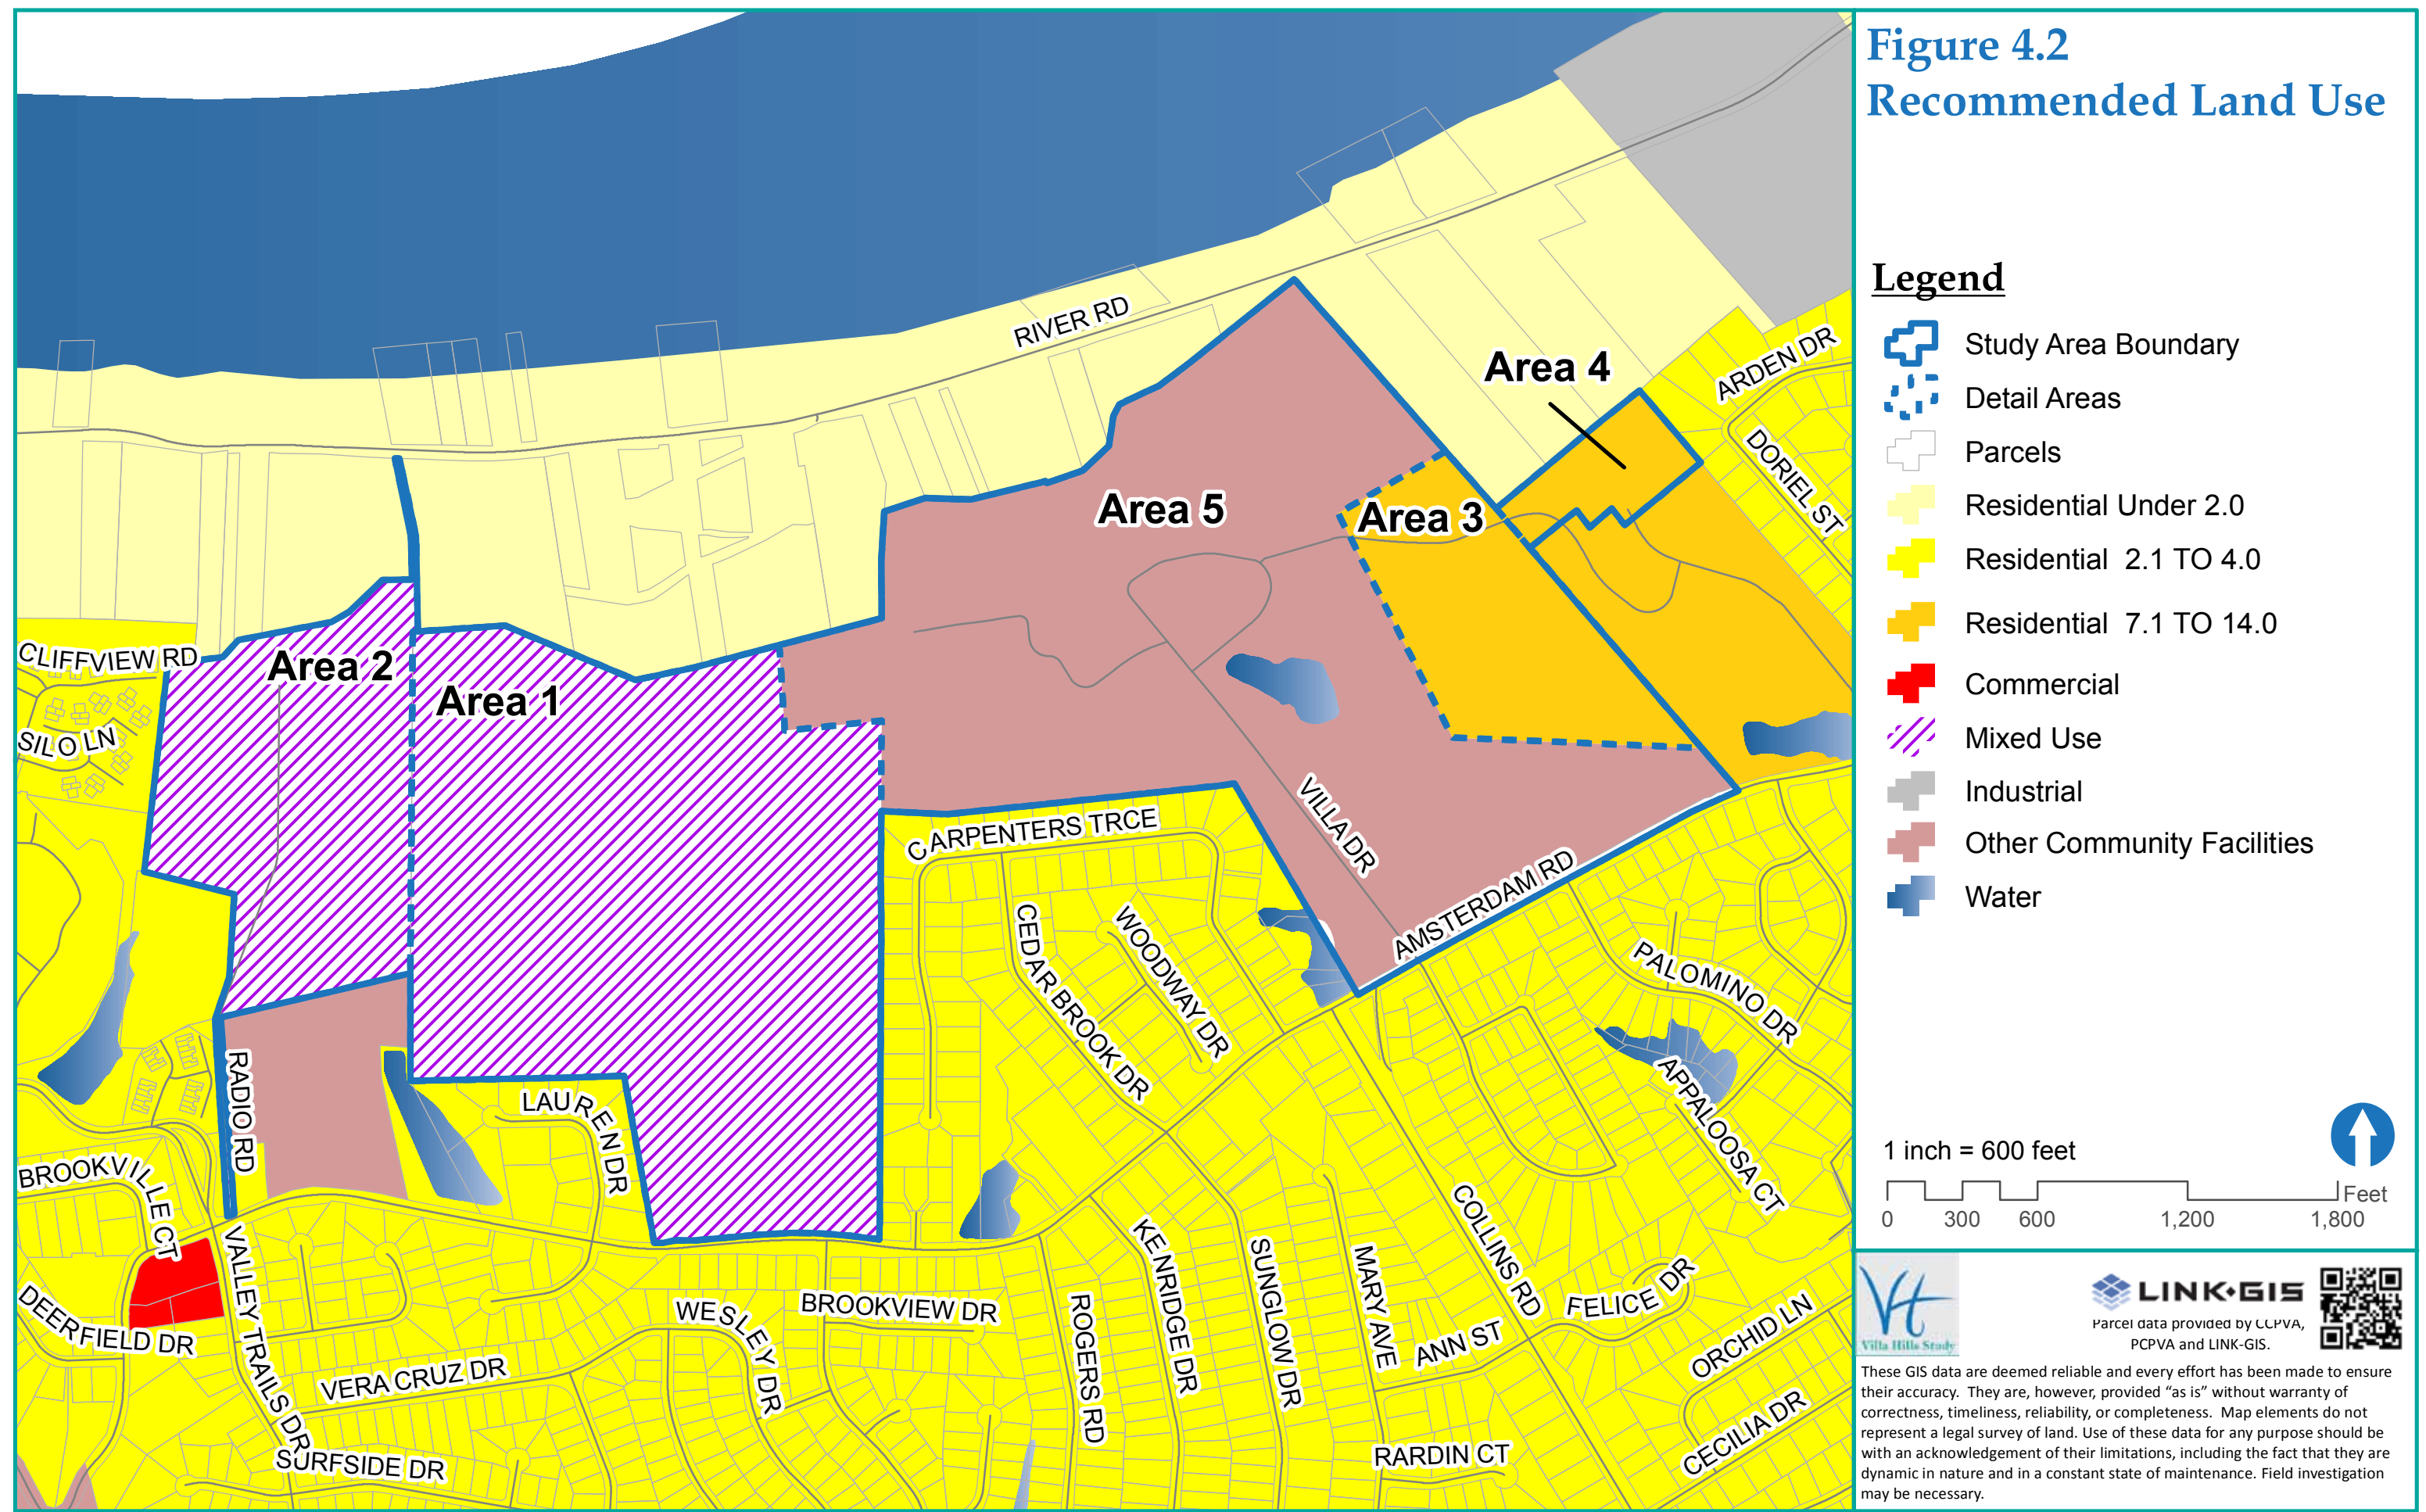 Figure 4.2
Recommended Land Use
Legend
Study Area Boundary
Detail Areas
Parcels
Residential Under 2.0
Residential 2.1 TO 4.0
Residential 7.1 TO 14.0
Commercial
Mixed Use
Industrial
Other Community Facilities
Water
1 inch = 600 feet
Feet
0 300 600 1,200 1,800
Villa Hills Study
LINK•GIS
Parcel data provided by CCPVA,
PCPVA and LINK-GIS.
These GIS data are deemed reliable and every effort has been made to ensure
their accuracy. They are, however, provided “as is” without warranty of
correctness, timeliness, reliability, or completeness. Map elements do not
represent a legal survey of land. Use of these data for any purpose should be
with an acknowledgement of their limitations, including the fact that they are
dynamic in nature and in a constant state of maintenance. Field investigation
may be necessary.
RIVER RD
Area 4
ARDEN DR
DORIEL ST
Area 5
Area 3
CLIFFVIEW RD
Area 2
Area 1
SILO LN
VILLA DR
CARPENTERS TRCE
AMSTERDAM RD
CEDAR BROOK DR
WOODWAY DR
PALOMINO DR
APPALOOSA CT
RADIO RD
LAUREN DR
BROOKVILLE CT
COLLINS RD
VALLEY TRAILS DR
KENRIDGE DR
SUNGLOW DR
MARY AVE
FELICE DR
DEERFIELD DR
WESLEY DR
BROOKVIEW DR
ROGERS RD
ANN ST
ORCHID LN
VERA CRUZ DR
SURFSIDE DR
RARDIN CT
CECILIA DR